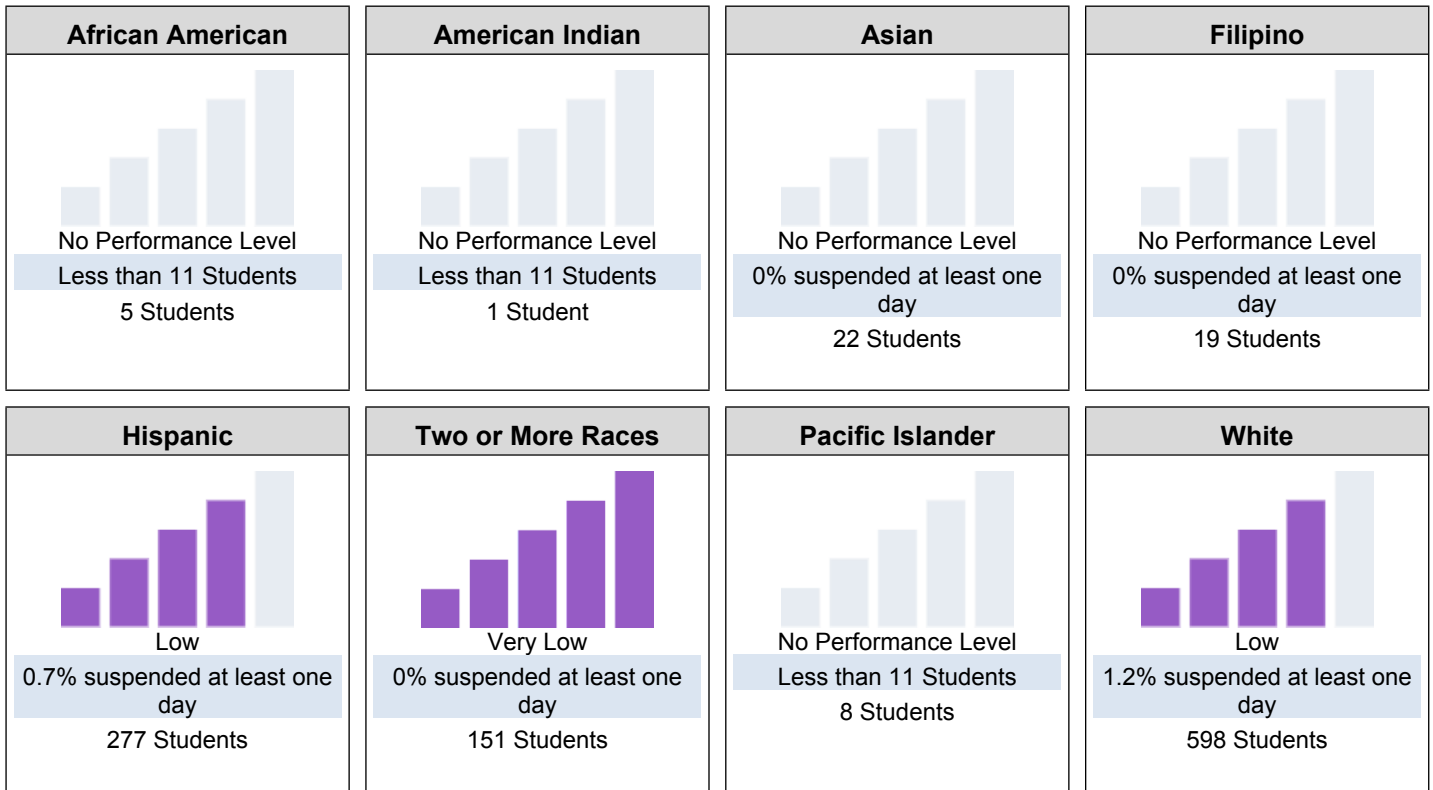 African American
No Performance Level
Less than 11 Students
5 Students
American Indian
No Performance Level
Less than 11 Students
1 Student
Asian
No Performance Level
0% suspended at least one
day
22 Students
Filipino
No Performance Level
0% suspended at least one
day
19 Students
Hispanic
Low
0.7% suspended at least one
day
277 Students
Two or More Races
Very Low
0% suspended at least one
day
151 Students
Pacific Islander
No Performance Level
Less than 11 Students
8 Students
White
Low
1.2% suspended at least one
day
598 Students